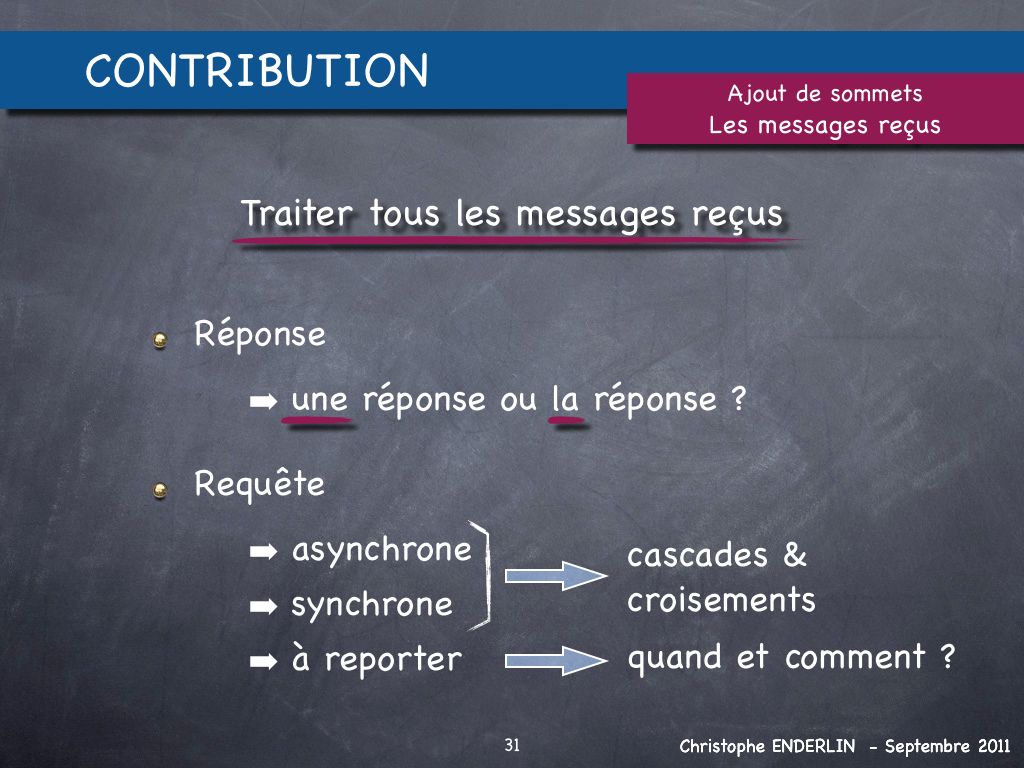 CONTRIBUTION
Ajout de sommets
Les messages reçus
Traiter tous les messages reçus
Réponse
➡ une réponse ou la réponse ?
Requête
➡ asynchrone
➡ synchrone
cascades &
croisements
➡ à reporter
quand et comment ?
31
Christophe ENDERLIN - Septembre 2011